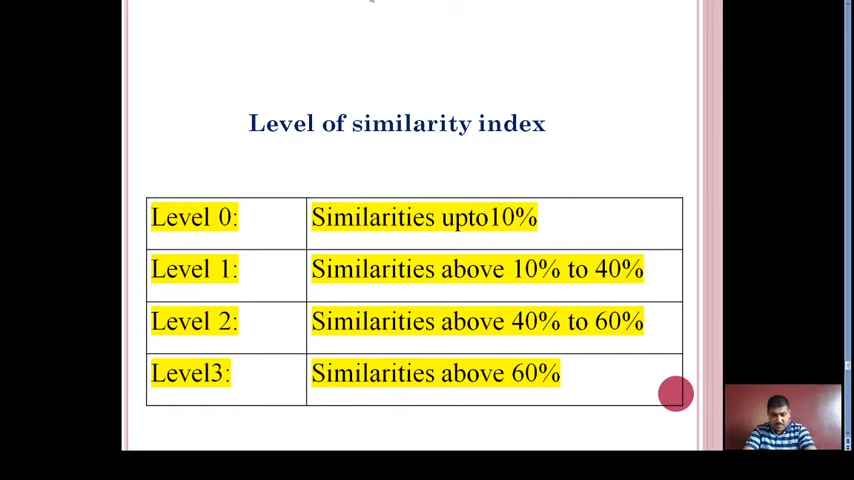 Level of similarity index
Level 0: Similarities upto10%
Level 1: Similarities above 10% to 40%
Level 2: Similarities above 40% to 60%
Level3: Similarities above 60%